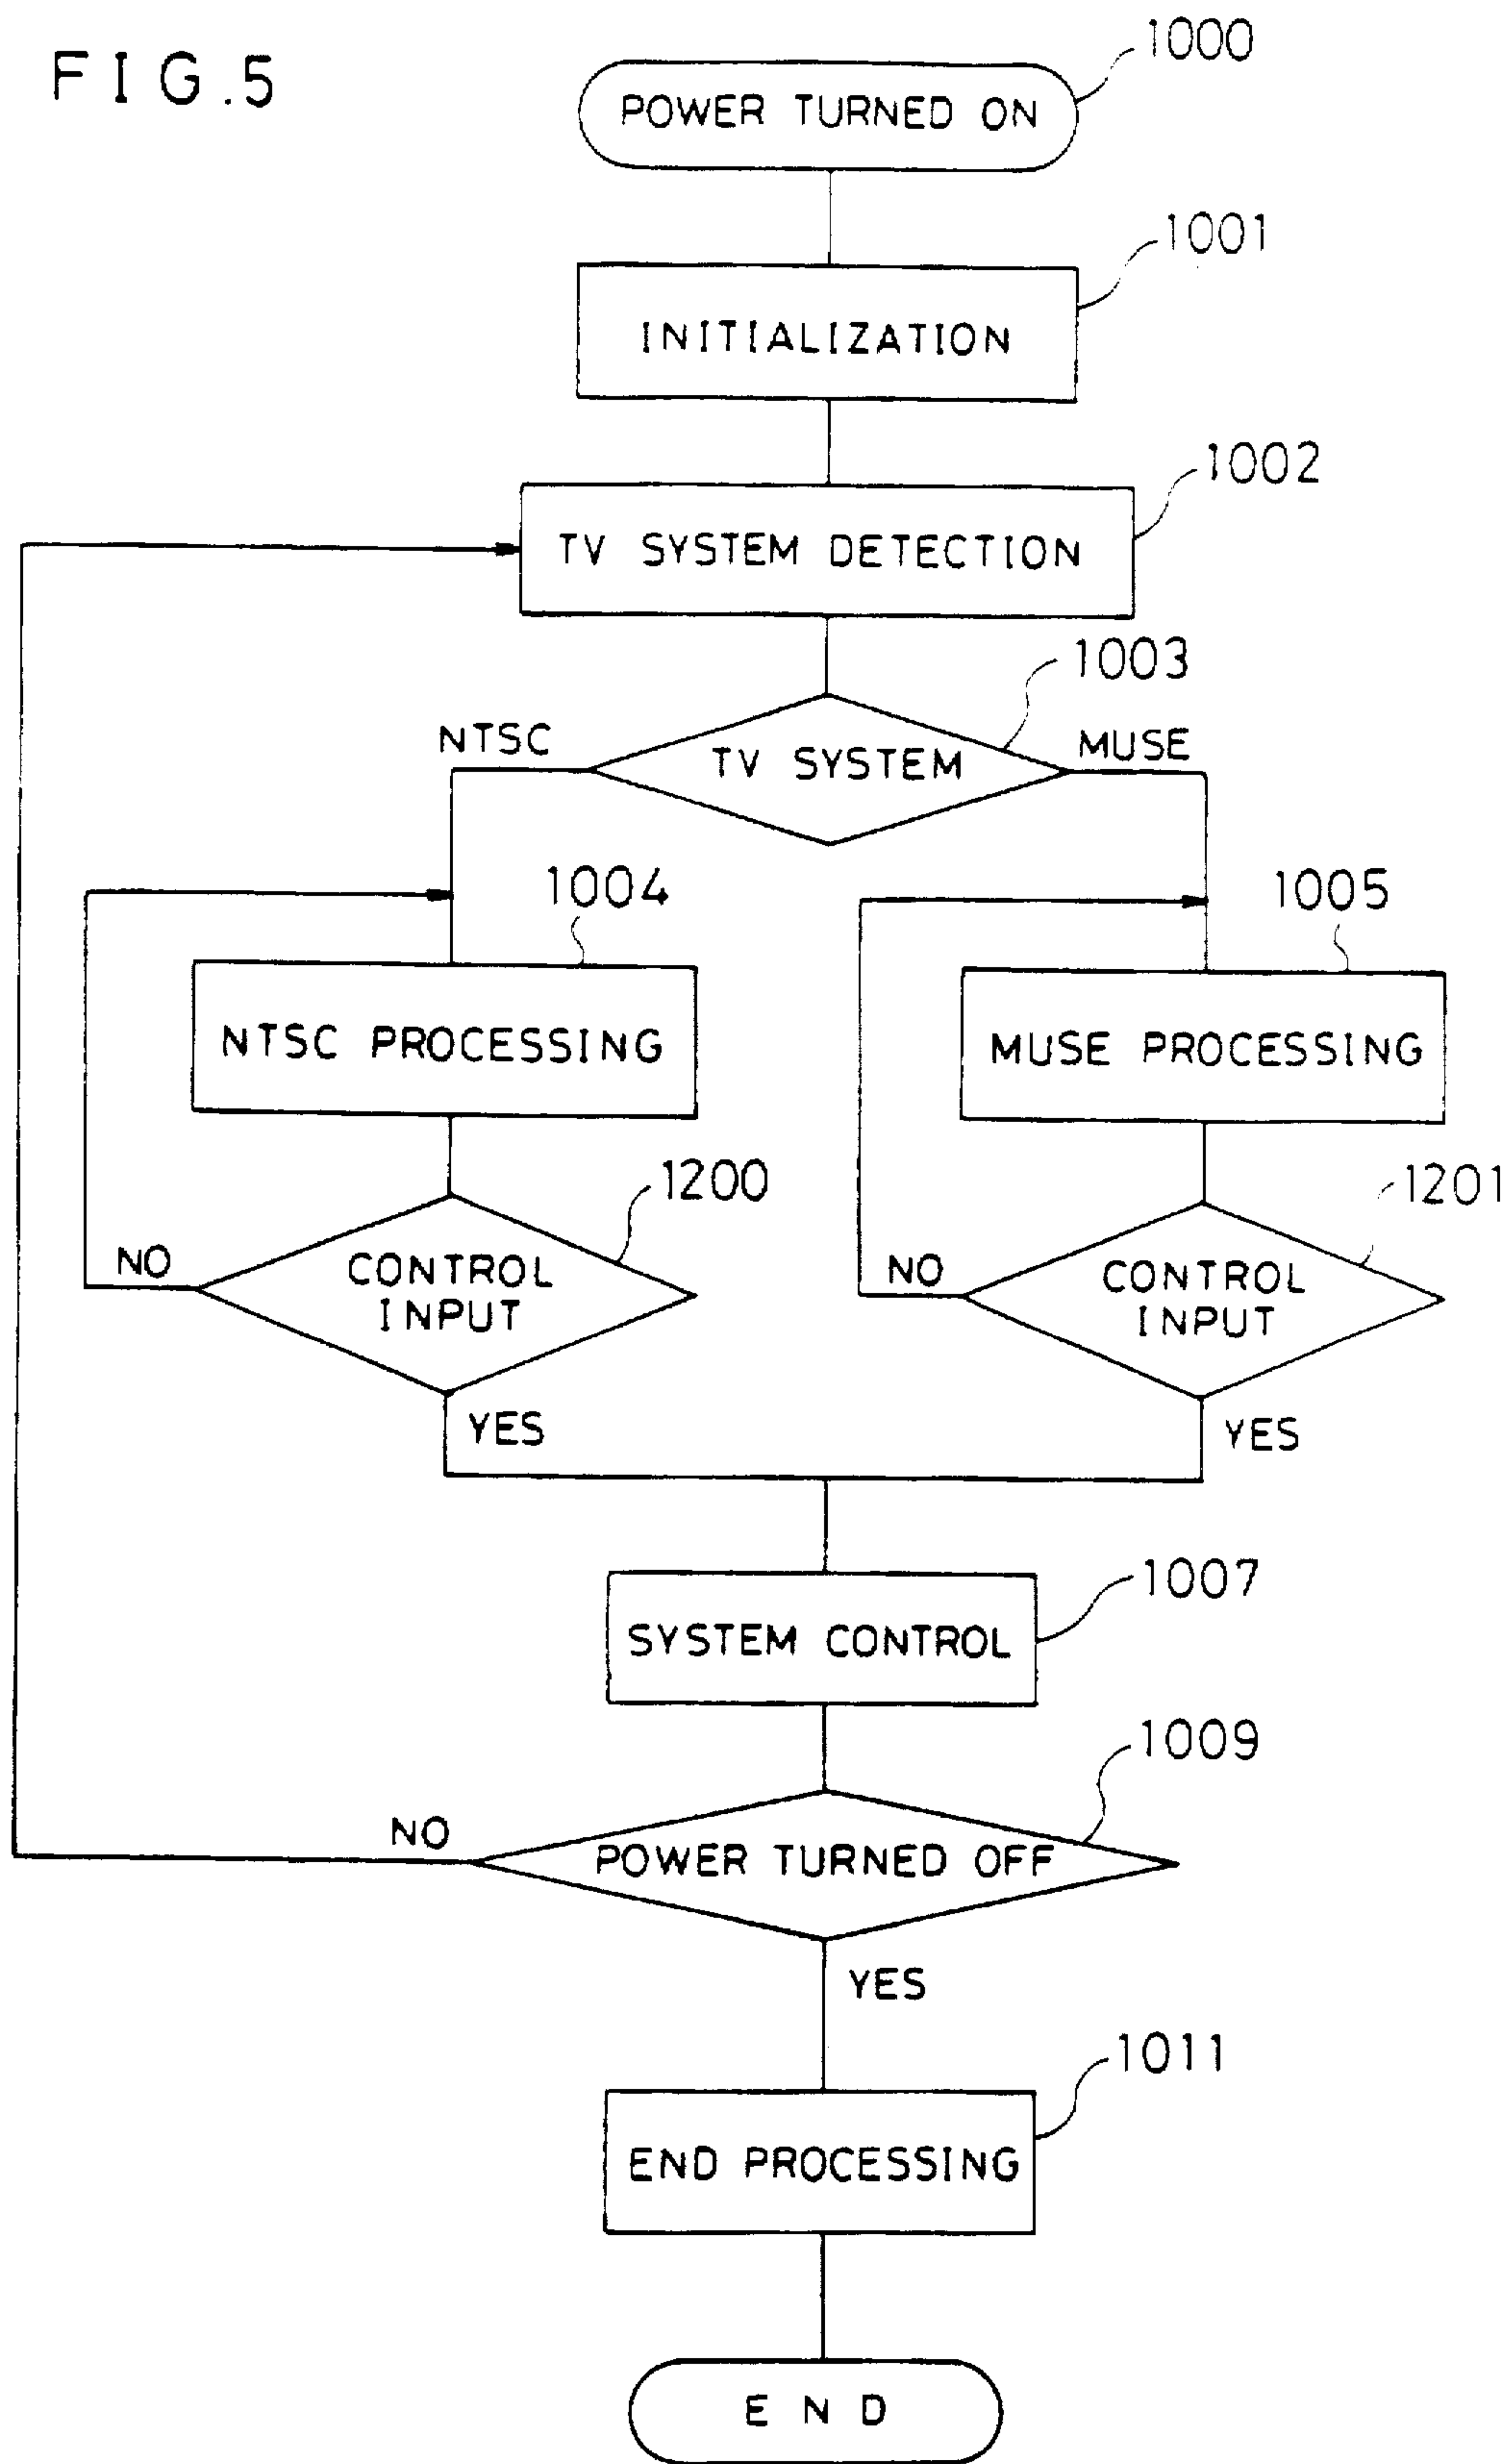 FIG.5
1000
POWER TURNED ON
1001
INITIALIZATION
1002
TV SYSTEM DETECTION
1003
NTSC
TV SYSTEM
MUSE
1004
1005
NTSC PROCESSING
MUSE PROCESSING
1200
1201
NO
CONTROL
INPUT
NO
CONTROL
INPUT
YES
YES
1007
SYSTEM CONTROL
1009
NO
POWER TURNED OFF
YES
1011
END PROCESSING
END